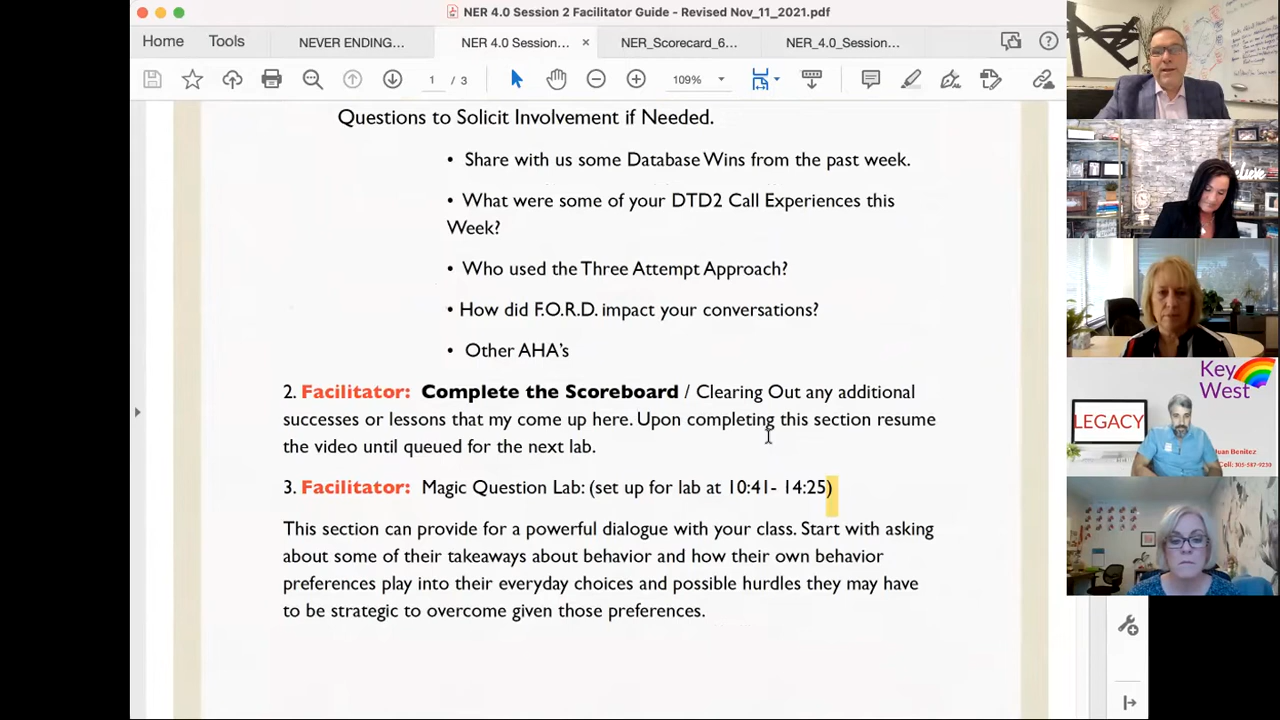 NER 4.0 Session 2 Facilitator Guide - Revised Nov_11_2021.pdf
Home
Tools
NEVER ENDING...
NER 4.0 Session...
×
NER_Scorecard_6...
NER_4.0_Session...
1 / 3
109%
Questions to Solicit Involvement if Needed.
• Share with us some Database Wins from the past week.
• What were some of your DTD2 Call Experiences this
Week?
• Who used the Three Attempt Approach?
• How did F.O.R.D. impact your conversations?
• Other AHA's
2. Facilitator: Complete the Scoreboard / Clearing Out any additional
successes or lessons that my come up here. Upon completing this section resume
the video until queued for the next lab.
3. Facilitator: Magic Question Lab: (set up for lab at 10:41- 14:25)
This section can provide for a powerful dialogue with your class. Start with asking
about some of their takeaways about behavior and how their own behavior
preferences play into their everyday choices and possible hurdles they may have
to be strategic to overcome given those preferences.
Key
West
LEGACY
Juan Benitez
Cell: 305-587-9239